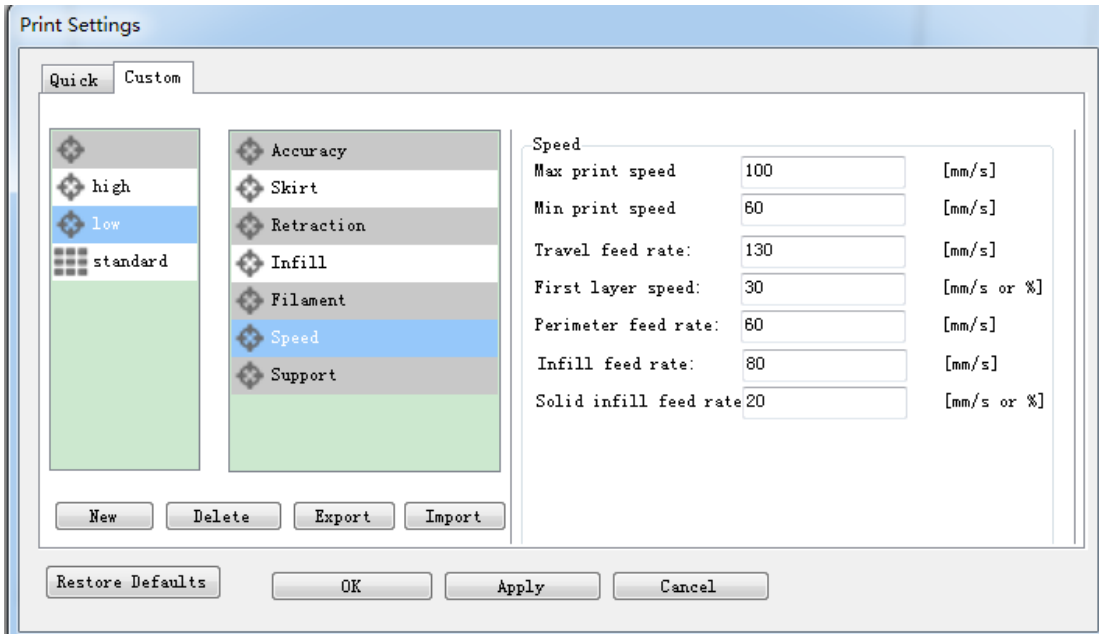 Print Settings
Quick Custom
high
low
standard
Accuracy
Skirt
Retraction
Infill
Filament
Speed
Support
Speed
Max print speed 100 [mm/s]
Min print speed 60 [mm/s]
Travel feed rate: 130 [mm/s]
First layer speed: 30 [mm/s or %]
Perimeter feed rate: 60 [mm/s]
Infill feed rate: 80 [mm/s]
Solid infill feed rate 20 [mm/s or %]
New Delete Export Import
Restore Defaults OK Apply Cancel